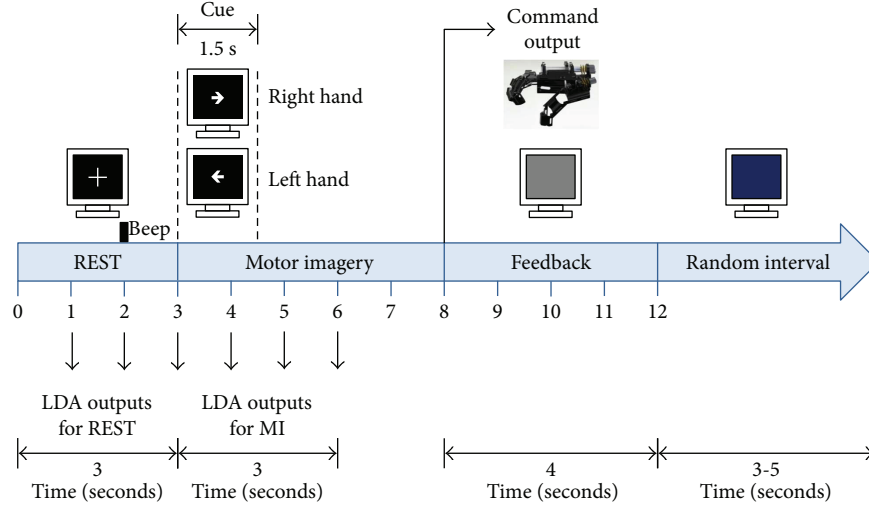 Cue
1.5 s
Command
output
Right hand
Left hand
Beep
REST
Motor imagery
Feedback
Random interval
0 1 2 3 4 5 6 7 8 9 10 11 12
LDA outputs
for REST
LDA outputs
for MI
3
Time (seconds)
3
Time (seconds)
4
Time (seconds)
3-5
Time (seconds)